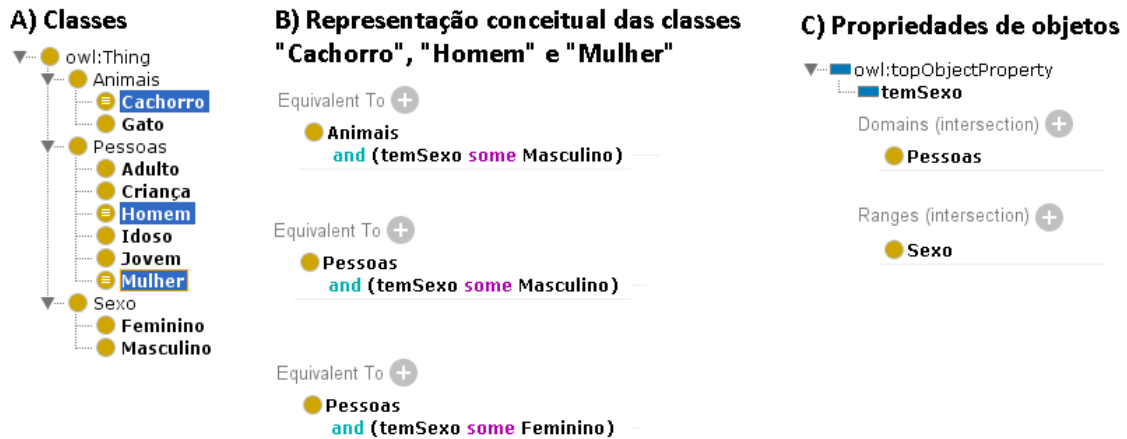 A) Classes
owl:Thing
Animais
Cachorro
Gato
Pessoas
Adulto
Criança
Homem
Idoso
Jovem
Mulher
Sexo
Feminino
Masculino
B) Representação conceitual das classes
"Cachorro", "Homem" e "Mulher"
Equivalent To
Animais
and (temSexo some Masculino)
Equivalent To
Pessoas
and (temSexo some Masculino)
Equivalent To
Pessoas
and (temSexo some Feminino)
C) Propriedades de objetos
owl:topObjectProperty
temSexo
Domains (intersection)
Pessoas
Ranges (intersection)
Sexo